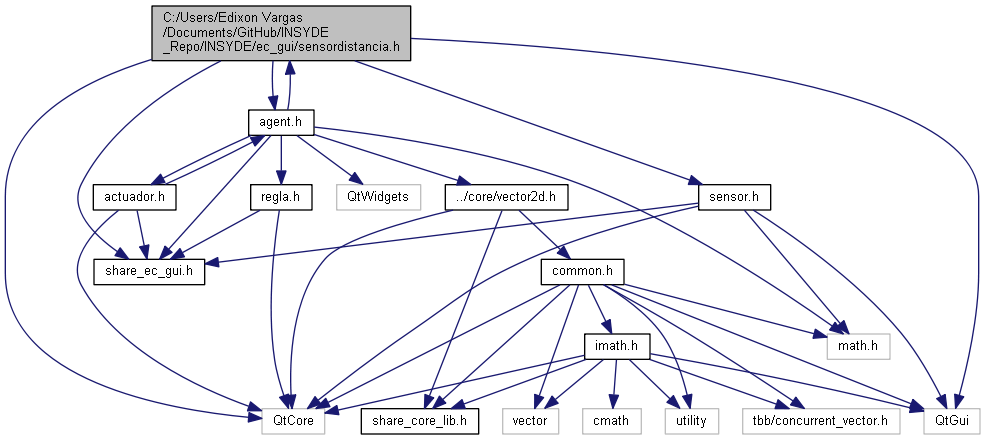 C:/Users/Edixon Vargas
/Documents/GitHub/INSYDE
_Repo/INSYDE/ec_gui/sensordistancia.h
agent.h
actuador.h
regla.h
QtWidgets
../core/vector2d.h
sensor.h
share_ec_gui.h
common.h
imath.h
math.h
QtCore
share_core_lib.h
vector
cmath
utility
tbb/concurrent_vector.h
QtGui